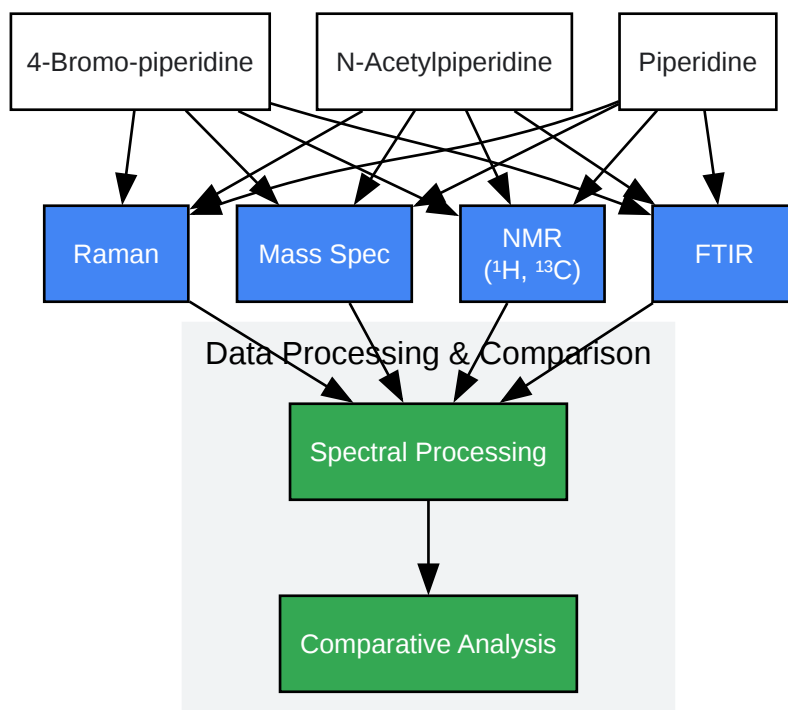 4-Bromo-piperidine
N-Acetylpiperidine
Piperidine
Raman
Mass Spec
NMR
(¹H, ¹³C)
FTIR
Data Processing & Comparison
Spectral Processing
Comparative Analysis